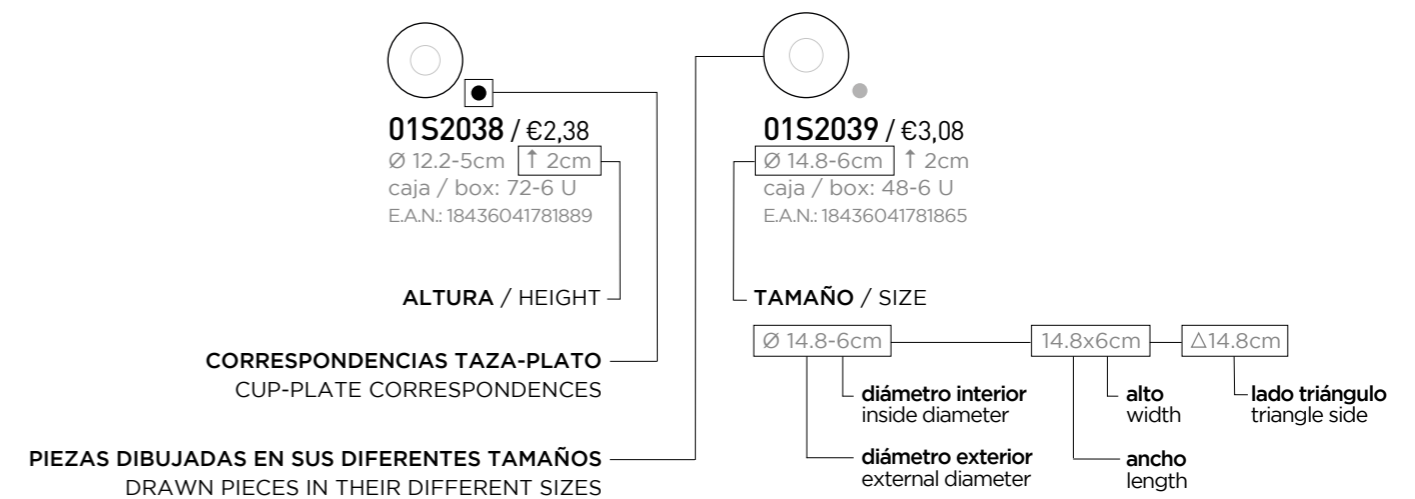 01S2038 / €2,38
Ø 12.2-5cm ↑ 2cm
caja / box: 72-6 U
E.A.N.: 18436041781889
01S2039 / €3,08
Ø 14.8-6cm ↑ 2cm
caja / box: 48-6 U
E.A.N.: 18436041781865
ALTURA / HEIGHT
TAMAÑO / SIZE
CORRESPONDENCIAS TAZA-PLATO
CUP-PLATE CORRESPONDENCES
PIEZAS DIBUJADAS EN SUS DIFERENTES TAMAÑOS
DRAWN PIECES IN THEIR DIFFERENT SIZES
Ø 14.8-6cm
14.8x6cm
△14.8cm
diámetro interior
inside diameter
diámetro exterior
external diameter
alto
width
ancho
length
lado triángulo
triangle side